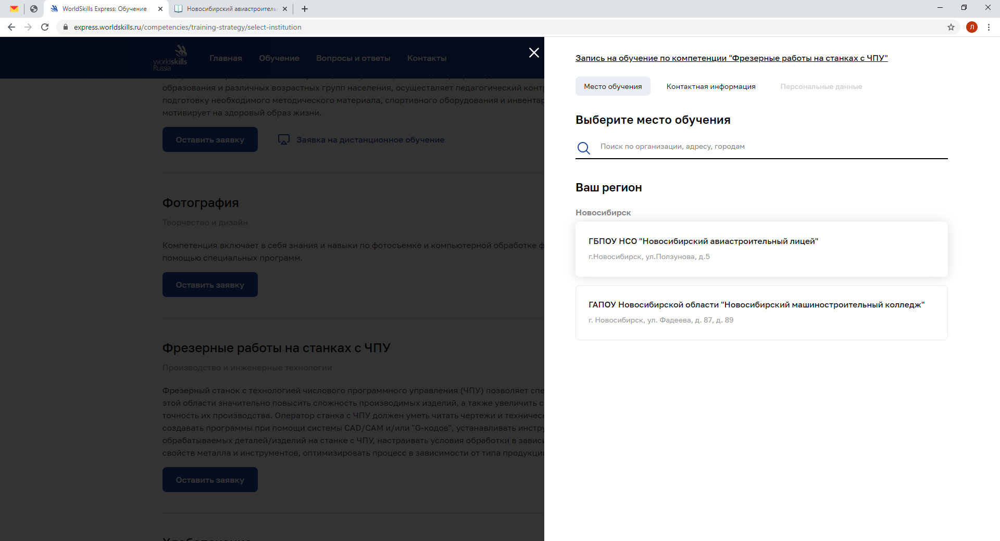 WorldSkills Express: Обучение
Новосибирский авиастроитель
express.worldskills.ru/competencies/training-strategy/select-institution
Л
worldskills
Russia
Главная
Обучение
Вопросы и ответы
Контакты
образования и различных возрастных групп населения, осуществляет педагогический конт
подготовку необходимого методического материала, спортивного оборудования и инвентар
мотивирует на здоровый образ жизни.
Оставить заявку
Заявка на дистанционное обучение
Фотография
Творчество и дизайн
Компетенция включает в себя знания и навыки по фотосъемке и компьютерной обработке ф
помощью специальных программ.
Оставить заявку
Фрезерные работы на станках с ЧПУ
Производство и инженерные технологии
Фрезерный станок с технологией числового программного управления (ЧПУ) позволяет спе
этой области значительно повысить сложность производимых изделий, а также увеличить с
точность их производства. Оператор станка с ЧПУ должен уметь читать чертежи и техничес
создавать программы при помощи системы CAD/CAM и/или "G-кодов", устанавливать инстру
обрабатываемых деталей/изделий на станке с ЧПУ, настраивать условия обработки в зависи
свойств металла и инструментов, оптимизировать процесс в зависимости от типа продукции
Оставить заявку
Запись на обучение по компетенции "Фрезерные работы на станках с ЧПУ"
Место обучения
Контактная информация
Персональные данные
Выберите место обучения
Поиск по организации, адресу, городам
Ваш регион
Новосибирск
ГБПОУ НСО "Новосибирский авиастроительный лицей"
г.Новосибирск, ул.Ползунова, д.5
ГАПОУ Новосибирской области "Новосибирский машиностроительный колледж"
г. Новосибирск, ул. Фадеева, д. 87, д. 89